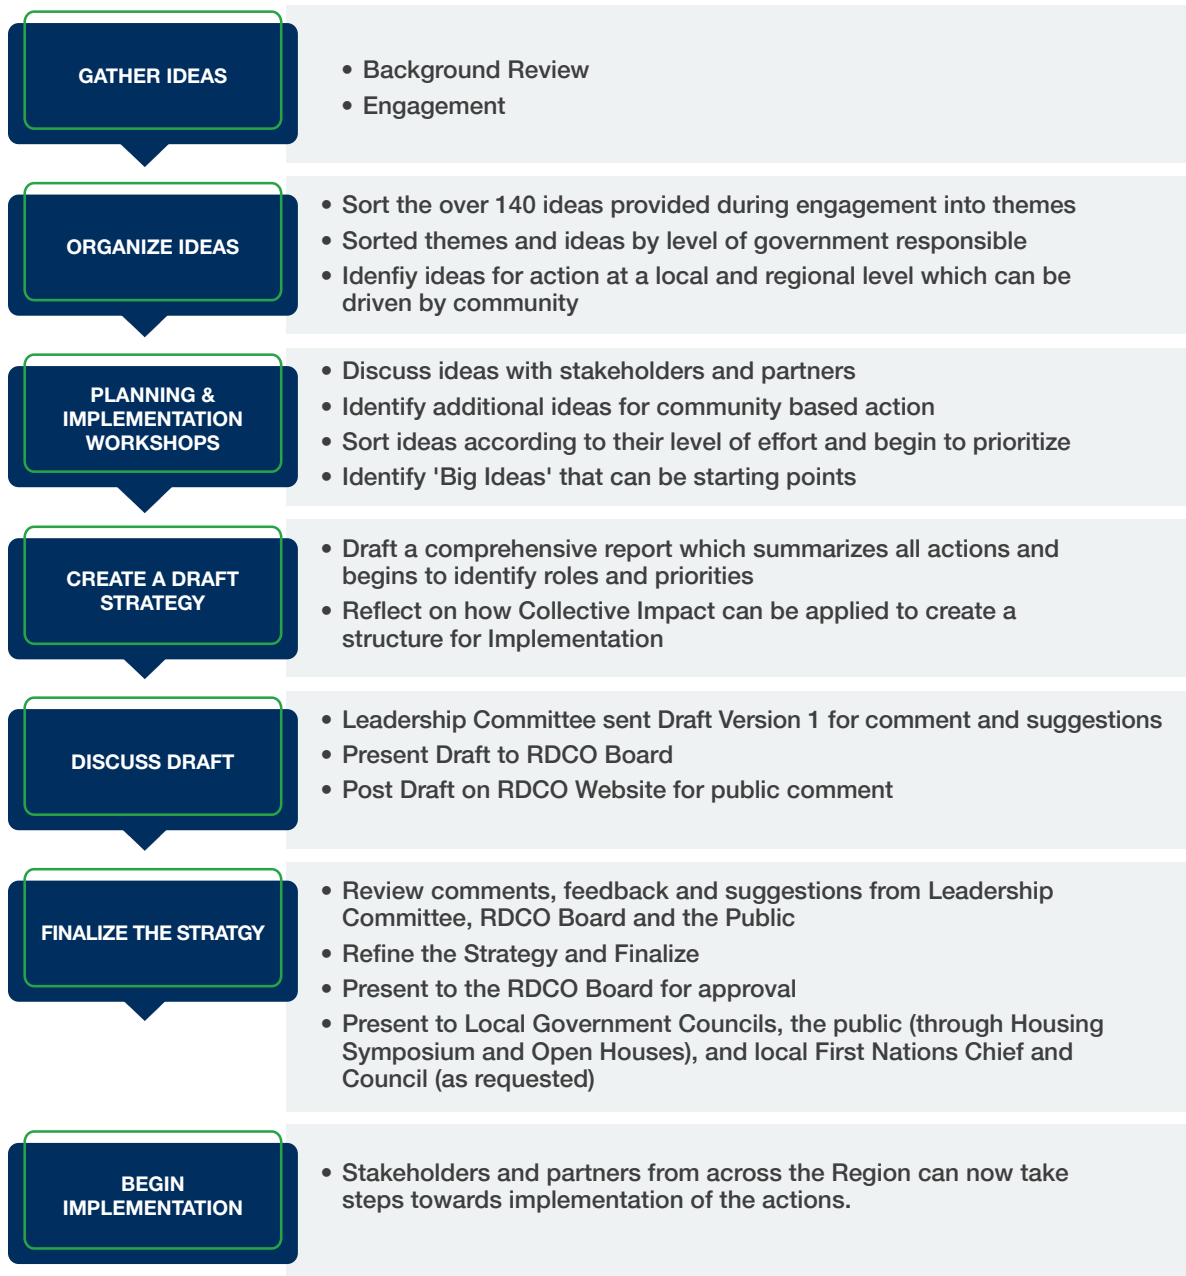 GATHER IDEAS
• Background Review
• Engagement
ORGANIZE IDEAS
• Sort the over 140 ideas provided during engagement into themes
• Sorted themes and ideas by level of government responsible
• Idenfiy ideas for action at a local and regional level which can be
driven by community
PLANNING &
IMPLEMENTATION
WORKSHOPS
• Discuss ideas with stakeholders and partners
• Identify additional ideas for community based action
• Sort ideas according to their level of effort and begin to prioritize
• Identify 'Big Ideas' that can be starting points
CREATE A DRAFT
STRATEGY
• Draft a comprehensive report which summarizes all actions and
begins to identify roles and priorities
• Reflect on how Collective Impact can be applied to create a
structure for Implementation
DISCUSS DRAFT
• Leadership Committee sent Draft Version 1 for comment and suggestions
• Present Draft to RDCO Board
• Post Draft on RDCO Website for public comment
FINALIZE THE STRATGY
• Review comments, feedback and suggestions from Leadership
Committee, RDCO Board and the Public
• Refine the Strategy and Finalize
• Present to the RDCO Board for approval
• Present to Local Government Councils, the public (through Housing
Symposium and Open Houses), and local First Nations Chief and
Council (as requested)
BEGIN
IMPLEMENTATION
• Stakeholders and partners from across the Region can now take
steps towards implementation of the actions.